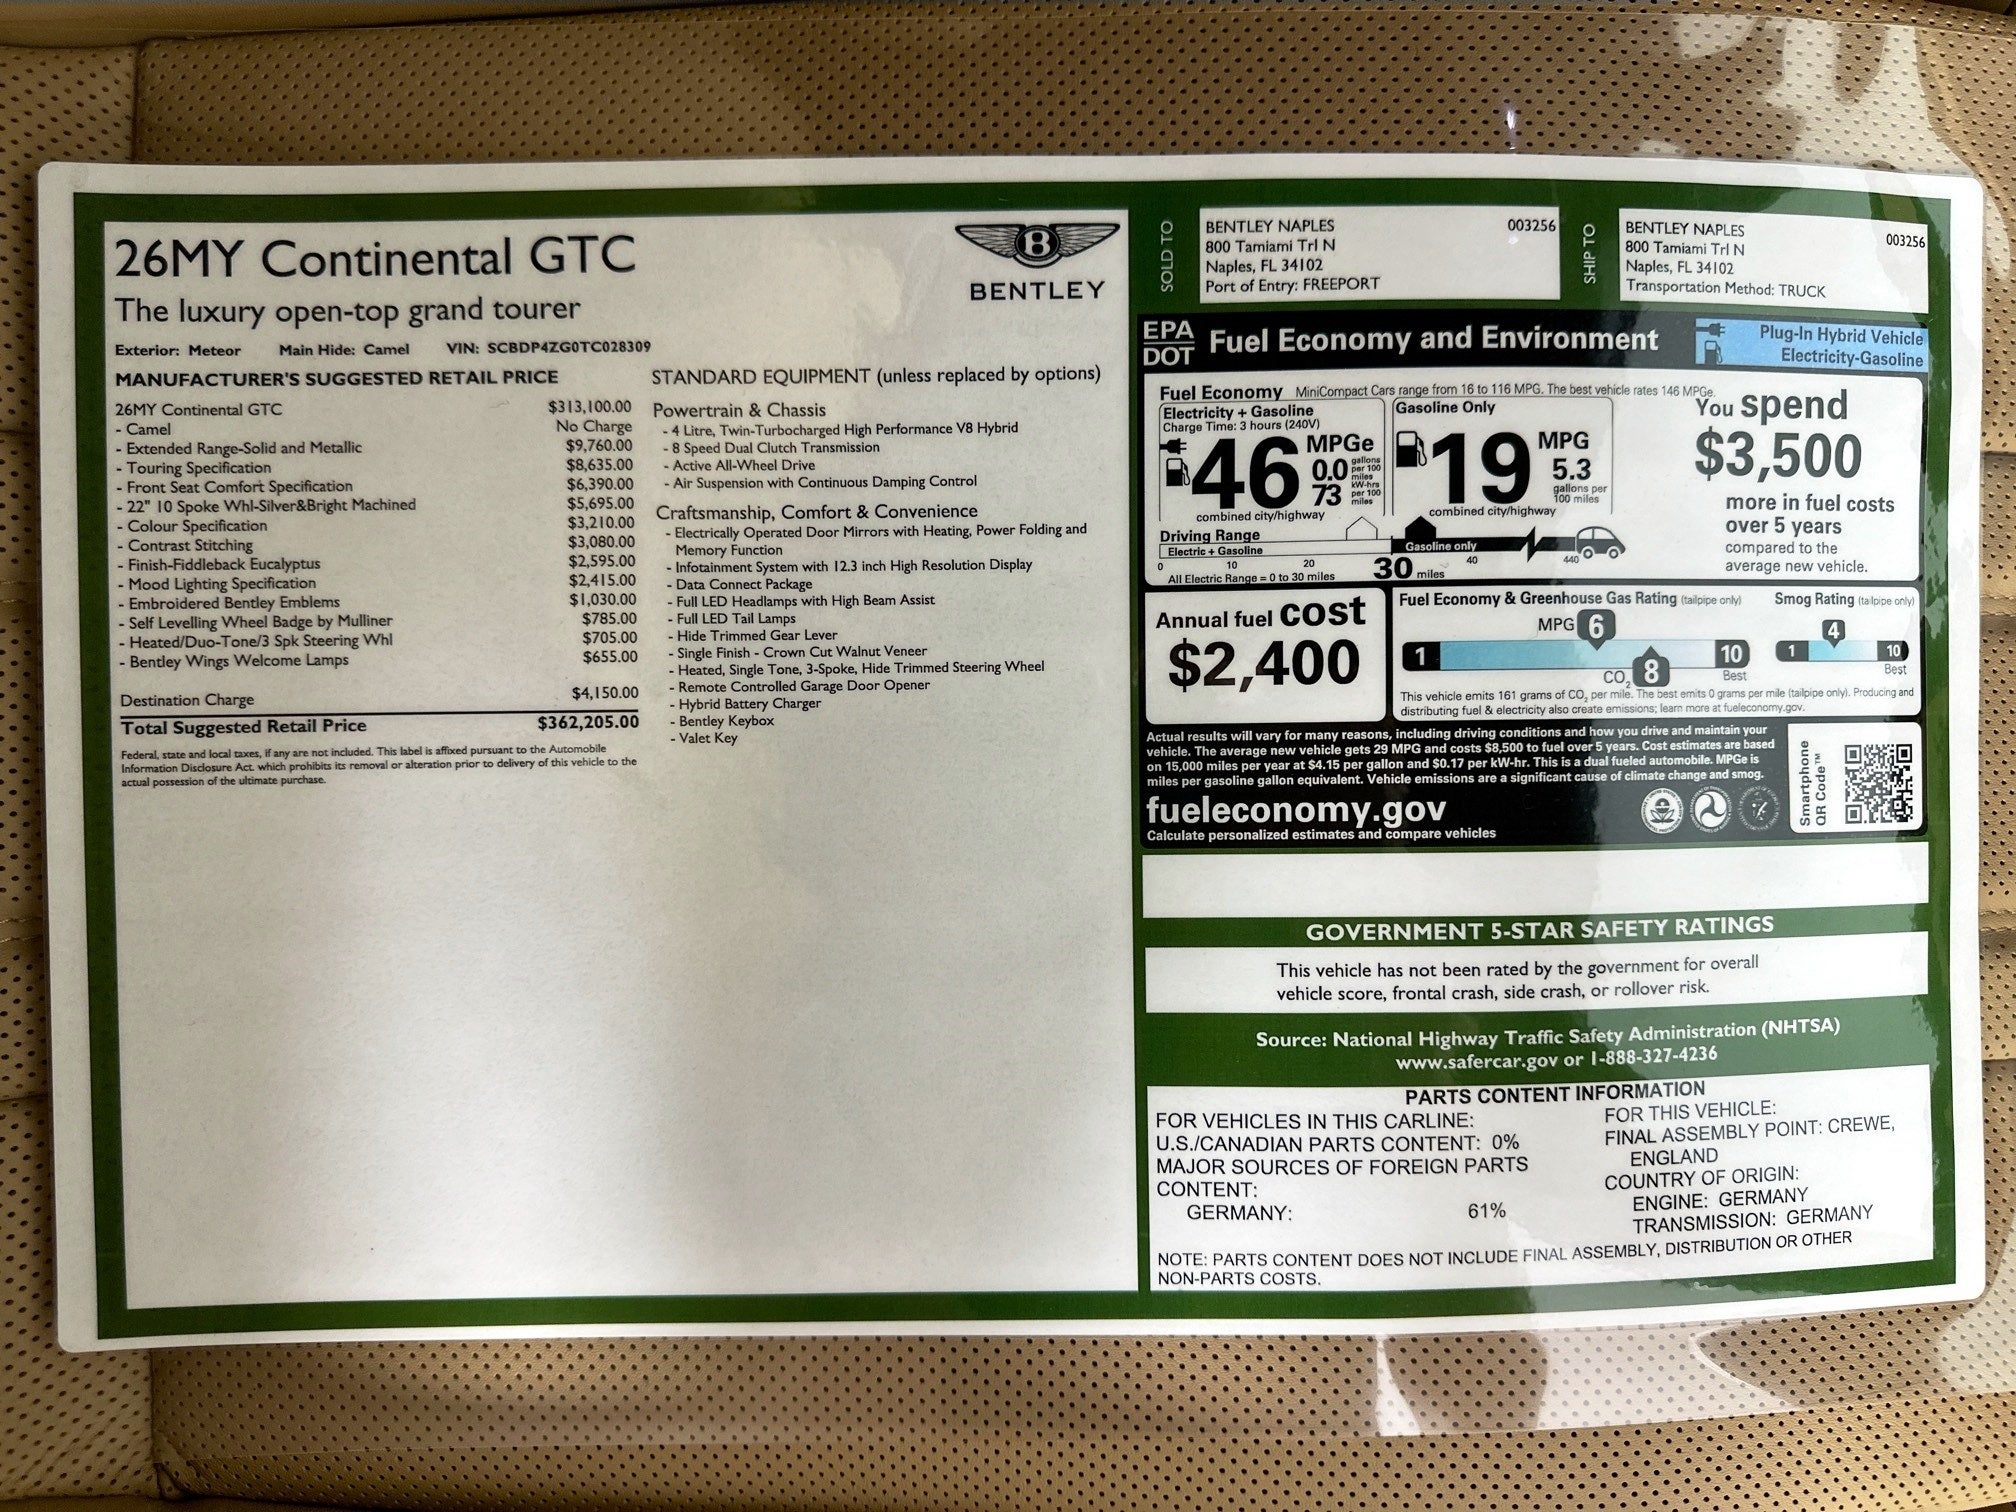 26MY Continental GTC
The luxury open-top grand tourer
BENTLEY
Exterior: Meteor Main Hide: Camel VIN: SCBDP4ZG0TC028309
MANUFACTURER'S SUGGESTED RETAIL PRICE
26MY Continental GTC $313,100.00
- Camel No Charge
- Extended Range-Solid and Metallic $9,760.00
- Touring Specification $8,635.00
- Front Seat Comfort Specification $6,390.00
- 22" 10 Spoke Whl-Silver&Bright Machined $5,695.00
- Colour Specification $3,210.00
- Contrast Stitching $3,080.00
- Finish-Fiddleback Eucalyptus $2,595.00
- Mood Lighting Specification $2,415.00
- Embroidered Bentley Emblems $1,030.00
- Self Levelling Wheel Badge by Mulliner $785.00
- Heated/Duo-Tone/3 Spk Steering Whl $705.00
- Bentley Wings Welcome Lamps $655.00
Destination Charge $4,150.00
Total Suggested Retail Price $362,205.00
Federal, state and local taxes, if any are not included. This label is affixed pursuant to the Automobile
Information Disclosure Act. which prohibits its removal or alteration prior to delivery of this vehicle to the
actual possession of the ultimate purchase.
STANDARD EQUIPMENT (unless replaced by options)
Powertrain & Chassis
- 4 Litre, Twin-Turbocharged High Performance V8 Hybrid
- 8 Speed Dual Clutch Transmission
- Active All-Wheel Drive
- Air Suspension with Continuous Damping Control
Craftsmanship, Comfort & Convenience
- Electrically Operated Door Mirrors with Heating, Power Folding and
Memory Function
- Infotainment System with 12.3 inch High Resolution Display
- Data Connect Package
- Full LED Headlamps with High Beam Assist
- Full LED Tail Lamps
- Hide Trimmed Gear Lever
- Single Finish - Crown Cut Walnut Veneer
- Heated, Single Tone, 3-Spoke, Hide Trimmed Steering Wheel
- Remote Controlled Garage Door Opener
- Hybrid Battery Charger
- Bentley Keybox
- Valet Key
SOLD TO
BENTLEY NAPLES 003256
800 Tamiami Trl N
Naples, FL 34102
Port of Entry: FREEPORT
SHIP TO
BENTLEY NAPLES 003256
800 Tamiami Trl N
Naples, FL 34102
Transportation Method: TRUCK
EPA
DOT
Fuel Economy and Environment
Plug-In Hybrid Vehicle
Electricity-Gasoline
Fuel Economy MiniCompact Cars range from 16 to 116 MPG. The best vehicle rates 146 MPGe.
Electricity + Gasoline
Charge Time: 3 hours (240V)
46 MPGe
0.0 gallons per 100 miles
73 kW-hrs per 100 miles
combined city/highway
Gasoline Only
19 MPG
5.3
gallons per
100 miles
combined city/highway
You spend
$3,500
more in fuel costs
over 5 years
compared to the
average new vehicle.
Driving Range
Electric + Gasoline
Gasoline only
0 10 20 30 miles 40 440
All Electric Range = 0 to 30 miles
Annual fuel cost
$2,400
Fuel Economy & Greenhouse Gas Rating (tailpipe only)
MPG 6
1 10
CO2 8 Best
Smog Rating (tailpipe only)
4
1 10
Best
This vehicle emits 161 grams of CO2 per mile. The best emits 0 grams per mile (tailpipe only). Producing and
distributing fuel & electricity also create emissions; learn more at fueleconomy.gov.
Actual results will vary for many reasons, including driving conditions and how you drive and maintain your
vehicle. The average new vehicle gets 29 MPG and costs $8,500 to fuel over 5 years. Cost estimates are based
on 15,000 miles per year at $4.15 per gallon and $0.17 per kW-hr. This is a dual fueled automobile. MPGe is
miles per gasoline gallon equivalent. Vehicle emissions are a significant cause of climate change and smog.
fueleconomy.gov
Calculate personalized estimates and compare vehicles
Smartphone
QR Code™
GOVERNMENT 5-STAR SAFETY RATINGS
This vehicle has not been rated by the government for overall
vehicle score, frontal crash, side crash, or rollover risk.
Source: National Highway Traffic Safety Administration (NHTSA)
www.safercar.gov or 1-888-327-4236
PARTS CONTENT INFORMATION
FOR VEHICLES IN THIS CARLINE:
U.S./CANADIAN PARTS CONTENT: 0%
MAJOR SOURCES OF FOREIGN PARTS
CONTENT:
GERMANY: 61%
FOR THIS VEHICLE:
FINAL ASSEMBLY POINT: CREWE,
ENGLAND
COUNTRY OF ORIGIN:
ENGINE: GERMANY
TRANSMISSION: GERMANY
NOTE: PARTS CONTENT DOES NOT INCLUDE FINAL ASSEMBLY, DISTRIBUTION OR OTHER
NON-PARTS COSTS.